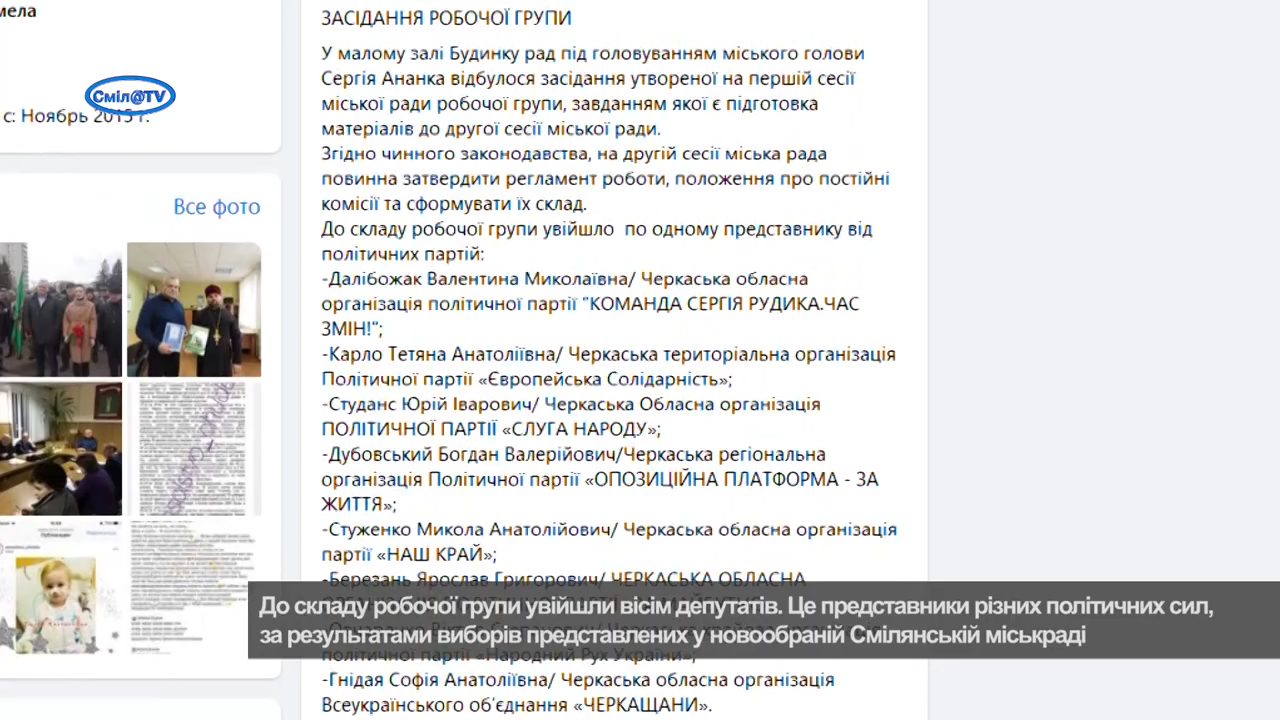 мела
Сміл@TV
с: Ноябрь 2015 г.
Все фото
ЗАСІДАННЯ РОБОЧОЇ ГРУПИ
У малому залі Будинку рад під головуванням міського голови
Сергія Ананка відбулося засідання утвореної на першій сесії
міської ради робочої групи, завданням якої є підготовка
матеріалів до другої сесії міської ради.
Згідно чинного законодавства, на другій сесії міська рада
повинна затвердити регламент роботи, положення про постійні
комісії та сформувати їх склад.
До складу робочої групи увійшло по одному представнику від
політичних партій:
-Далібожак Валентина Миколаївна/ Черкаська обласна
організація політичної партії "КОМАНДА СЕРГІЯ РУДИКА.ЧАС
ЗМІН!";
-Карло Тетяна Анатоліївна/ Черкаська територіальна організація
Політичної партії «Європейська Солідарність»;
-Студанс Юрій Іварович/ Черкаська Обласна організація
ПОЛІТИЧНОЇ ПАРТІЇ «СЛУГА НАРОДУ»;
-Дубовський Богдан Валерійович/Черкаська регіональна
організація Політичної партії «ОПОЗИЦІЙНА ПЛАТФОРМА - ЗА
ЖИТТЯ»;
-Стуженко Микола Анатолійович/ Черкаська обласна організація
партії «НАШ КРАЙ»;
-Березань Ярослав Григорович/ ЧЕРКАСЬКА ОБЛАСНА
До складу робочої групи увійшли вісім депутатів. Це представники різних політичних сил,
за результатами виборів представлених у новообраній Смілянській міськраді
політичної партії «Народний Рух України»;
-Гнідая Софія Анатоліївна/ Черкаська обласна організація
Всеукраїнського об'єднання «ЧЕРКАЩАНИ».